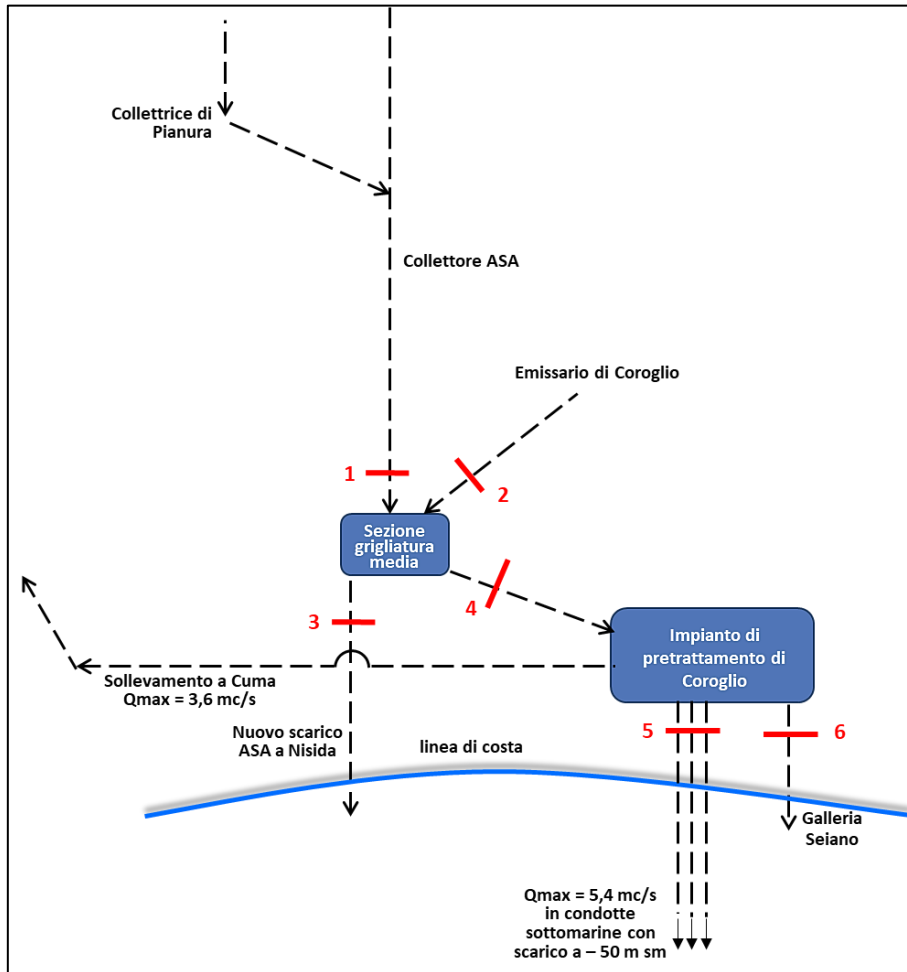 Collettrice di
Pianura
Collettore ASA
Emissario di Coroglio
1
2
Sezione
grigliatura
media
3
4
Impianto di
pretrattamento di
Coroglio
Sollevamento a Cuma
Qmax = 3,6 mc/s
Nuovo scarico
ASA a Nisida
linea di costa
5
6
Galleria
Seiano
Qmax = 5,4 mc/s
in condotte
sottomarine con
scarico a – 50 m sm